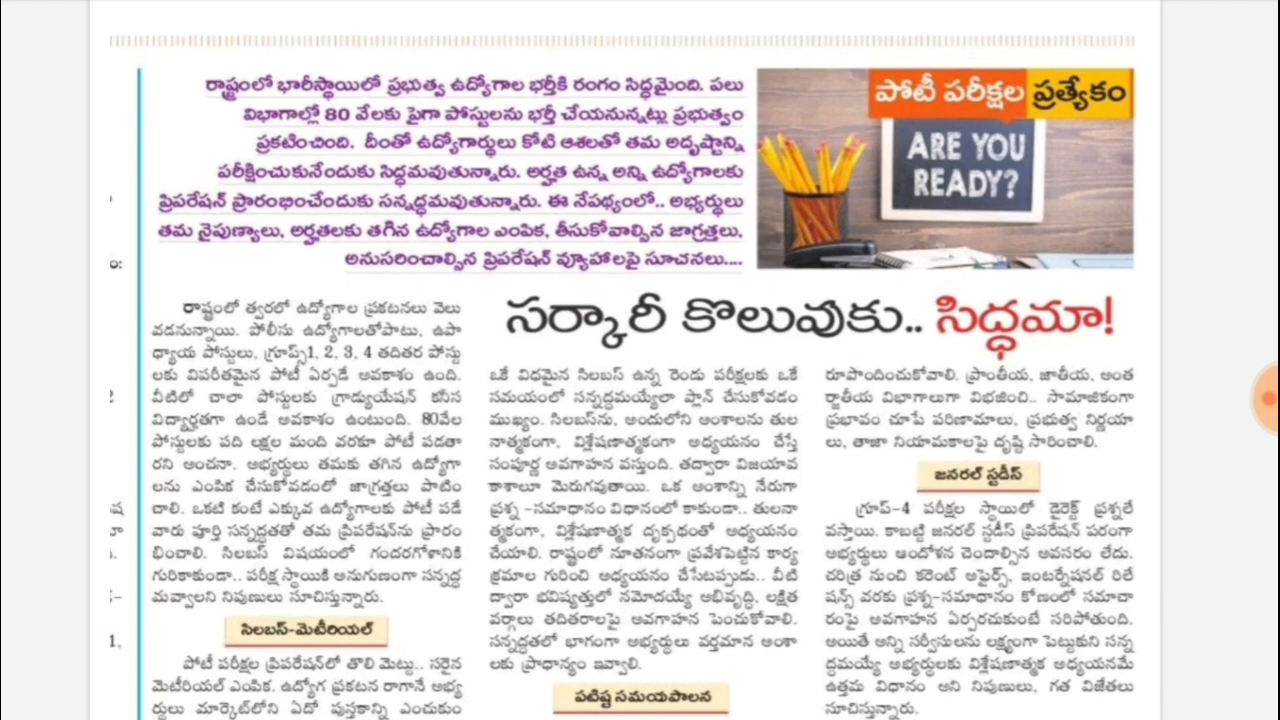 రాష్ట్రంలో భారీస్థాయిలో ప్రభుత్వ ఉద్యోగాల భర్తీకి రంగం సిద్ధమైంది. పలు
విభాగాల్లో 80 వేలకు పైగా పోస్టులను భర్తీ చేయనున్నట్లు ప్రభుత్వం
ప్రకటించింది. దీంతో ఉద్యోగార్థులు కోటి ఆశలతో తమ అదృష్టాన్ని
పరీక్షించుకునేందుకు సిద్ధమవుతున్నారు. అర్హత ఉన్న అన్ని ఉద్యోగాలకు
ప్రిపరేషన్ ప్రారంభించేందుకు సన్నద్ధమవుతున్నారు. ఈ నేపథ్యంలో.. అభ్యర్థులు
తమ నైపుణ్యాలు, అర్హతలకు తగిన ఉద్యోగాల ఎంపిక, తీసుకోవాల్సిన జాగ్రత్తలు,
అనుసరించాల్సిన ప్రిపరేషన్ వ్యూహాలపై సూచనలు....
పోటీ పరీక్షల ప్రత్యేకం
ARE YOU
READY?
సర్కారీ కొలువుకు.. సిద్ధమా!
రాష్ట్రంలో త్వరలో ఉద్యోగాల ప్రకటనలు వెలు
వడనున్నాయి. పోలీసు ఉద్యోగాలతోపాటు, ఉపా
ధ్యాయ పోస్టులు, గ్రూప్స్1, 2, 3, 4 తదితర పోస్టు
లకు విపరీతమైన పోటీ ఏర్పడే అవకాశం ఉంది.
వీటిలో చాలా పోస్టులకు గ్రాడ్యుయేషన్ కనీస
విద్యార్హతగా ఉండే అవకాశం ఉంటుంది. 80వేల
పోస్టులకు పది లక్షల మంది వరకూ పోటీ పడతా
రని అంచనా. అభ్యర్థులు తమకు తగిన ఉద్యోగా
లను ఎంపిక చేసుకోవడంలో జాగ్రత్తలు పాటిం
చాలి. ఒకటి కంటే ఎక్కువ ఉద్యోగాలకు పోటీ పడే
వారు పూర్తి సన్నద్ధతతో తమ ప్రిపరేషన్‌ను ప్రారం
భించాలి. సిలబస్ విషయంలో గందరగోళానికి
గురికాకుండా.. పరీక్ష స్థాయికి అనుగుణంగా సన్నద్ధ
మవ్వాలని నిపుణులు సూచిస్తున్నారు.
సిలబస్-మెటీరియల్
పోటీ పరీక్షల ప్రిపరేషన్‌లో తొలి మెట్టు.. సరైన
మెటీరియల్ ఎంపిక. ఉద్యోగ ప్రకటన రాగానే అభ్య
ర్థులు మార్కెట్‌లోని ఏదో పుస్తకాన్ని ఎంచుకుం
ఒకే విధమైన సిలబస్ ఉన్న రెండు పరీక్షలకు ఒకే
సమయంలో సన్నద్ధమయ్యేలా ప్లాన్ చేసుకోవడం
ముఖ్యం. సిలబస్‌ను, అందులోని అంశాలను తుల
నాత్మకంగా, విశ్లేషణాత్మకంగా అధ్యయనం చేస్తే
సంపూర్ణ అవగాహన వస్తుంది. తద్వారా విజయావ
కాశాలూ మెరుగవుతాయి. ఒక అంశాన్ని నేరుగా
ప్రశ్న -సమాధానం విధానంలో కాకుండా.. తులనా
త్మకంగా, విశ్లేషణాత్మక దృక్పథంతో అధ్యయనం
చేయాలి. రాష్ట్రంలో నూతనంగా ప్రవేశపెట్టిన కార్య
క్రమాల గురించి అధ్యయనం చేసేటప్పుడు.. వీటి
ద్వారా భవిష్యత్తులో నమోదయ్యే అభివృద్ధి, లక్షిత
వర్గాలు తదితరాలపై అవగాహన పెంచుకోవాలి.
సన్నద్ధతలో భాగంగా అభ్యర్థులు వర్తమాన అంశా
లకు ప్రాధాన్యం ఇవ్వాలి.
పటిష్ట సమయపాలన
రూపొందించుకోవాలి. ప్రాంతీయ, జాతీయ, అంత
ర్జాతీయ విభాగాలుగా విభజించి.. సామాజికంగా
ప్రభావం చూపే పరిణామాలు, ప్రభుత్వ నిర్ణయా
లు, తాజా నియామకాలపై దృష్టి సారించాలి.
జనరల్ స్టడీస్
గ్రూప్-4 పరీక్షల స్థాయిలో డైరెక్ట్ ప్రశ్నలే
వస్తాయి. కాబట్టి జనరల్ స్టడీస్ ప్రిపరేషన్ పరంగా
అభ్యర్థులు ఆందోళన చెందాల్సిన అవసరం లేదు.
చరిత్ర నుంచి కరెంట్ అఫైర్స్, ఇంటర్నేషనల్ రిలే
షన్స్ వరకు ప్రశ్న-సమాధానం కోణంలో సమాచా
రంపై అవగాహన ఏర్పరచుకుంటే సరిపోతుంది.
అయితే అన్ని సర్వీసులను లక్ష్యంగా పెట్టుకుని సన్న
ద్ధమయ్యే అభ్యర్థులకు విశ్లేషణాత్మక అధ్యయనమే
ఉత్తమ విధానం అని నిపుణులు, గత విజేతలు
సూచిస్తున్నారు.